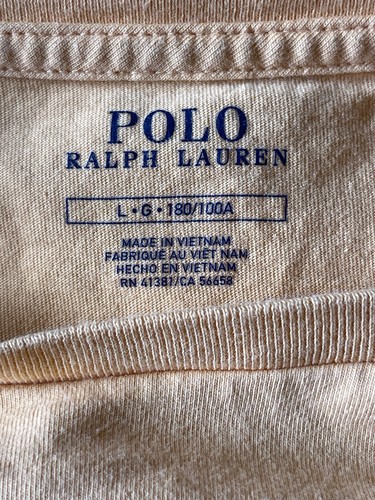 POLO
RALPH LAUREN
L • G • 180/100A
MADE IN VIETNAM
FABRIQUÉ AU VIÊT NAM
HECHO EN VIETNAM
RN 41381/CA 56658